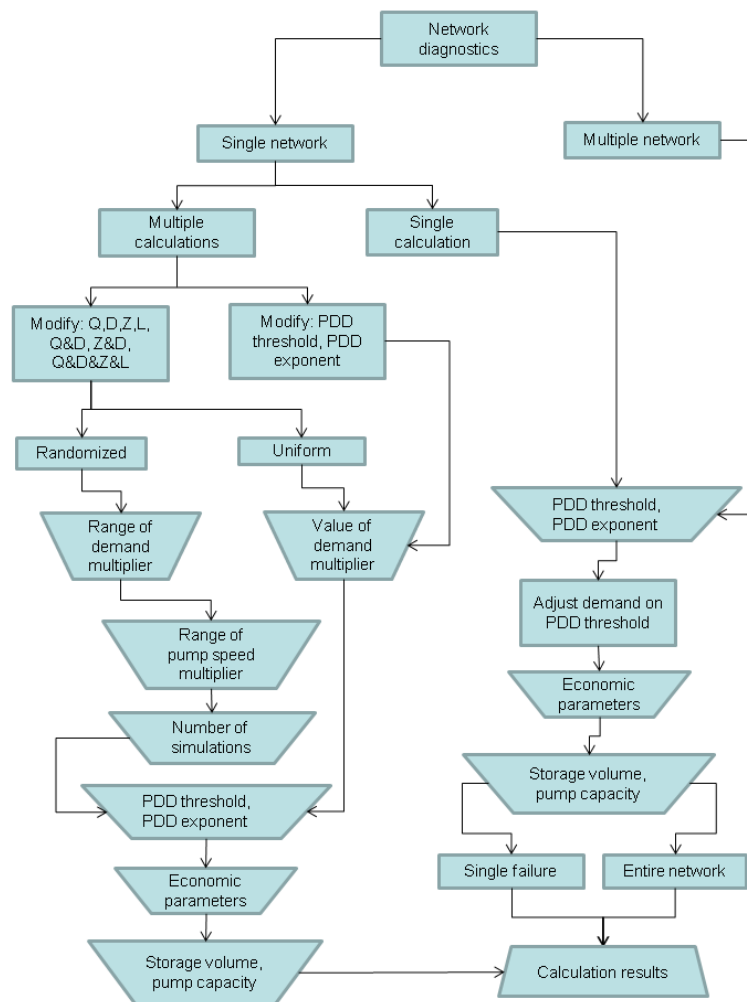 Network
diagnostics
Single network
Multiple network
Multiple
calculations
Single
calculation
Modify: Q,D,Z,L,
Q&D, Z&D,
Q&D&Z&L
Modify: PDD
threshold, PDD
exponent
Randomized
Uniform
Range of
demand
multiplier
Value of
demand
multiplier
PDD threshold,
PDD exponent
Adjust demand on
PDD threshold
Range of
pump speed
multiplier
Economic
parameters
Number of
simulations
Storage volume,
pump capacity
PDD threshold,
PDD exponent
Single failure
Entire network
Economic
parameters
Storage volume,
pump capacity
Calculation results